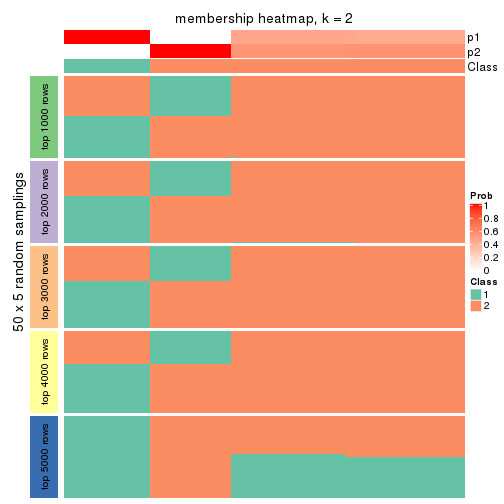 membership heatmap, k = 2
p1
p2
Class
50 x 5 random samplings
top 1000 rows
top 2000 rows
top 3000 rows
top 4000 rows
top 5000 rows
Prob
1
0.8
0.6
0.4
0.2
0
Class
1
2